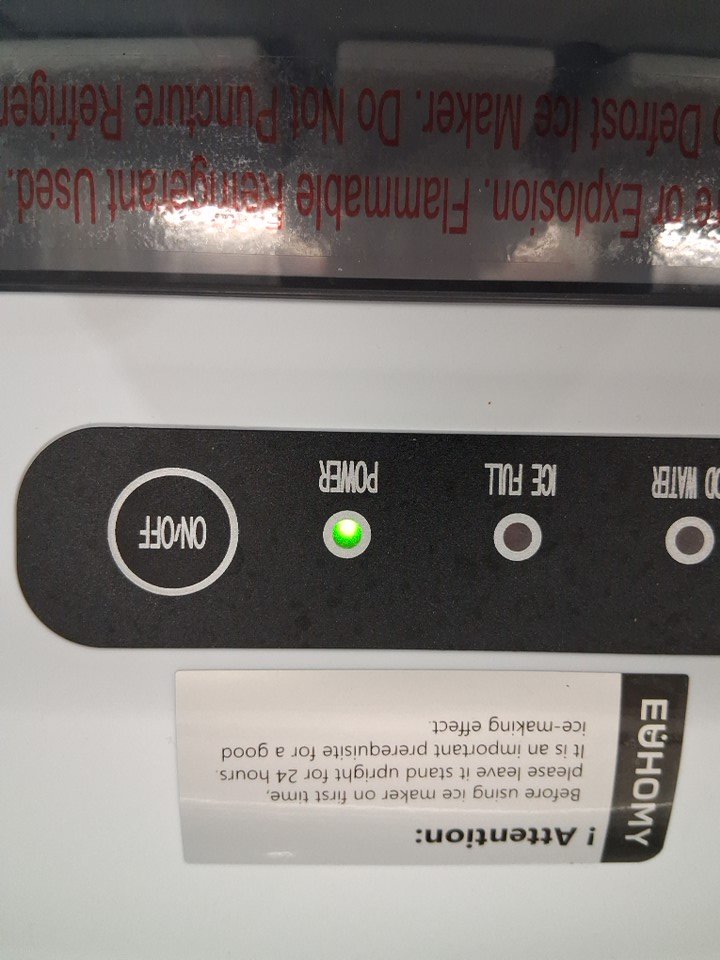 EUHOMY
! Attention:
Before using ice maker on first time,
please leave it stand upright for 24 hours.
It is an important prerequisite for a good
ice-making effect.
WATER
ICE FULL
POWER
ON/OFF
re or Explosion. Flammable Refrigerant Used.
o Defrost Ice Maker. Do Not Puncture Refriger